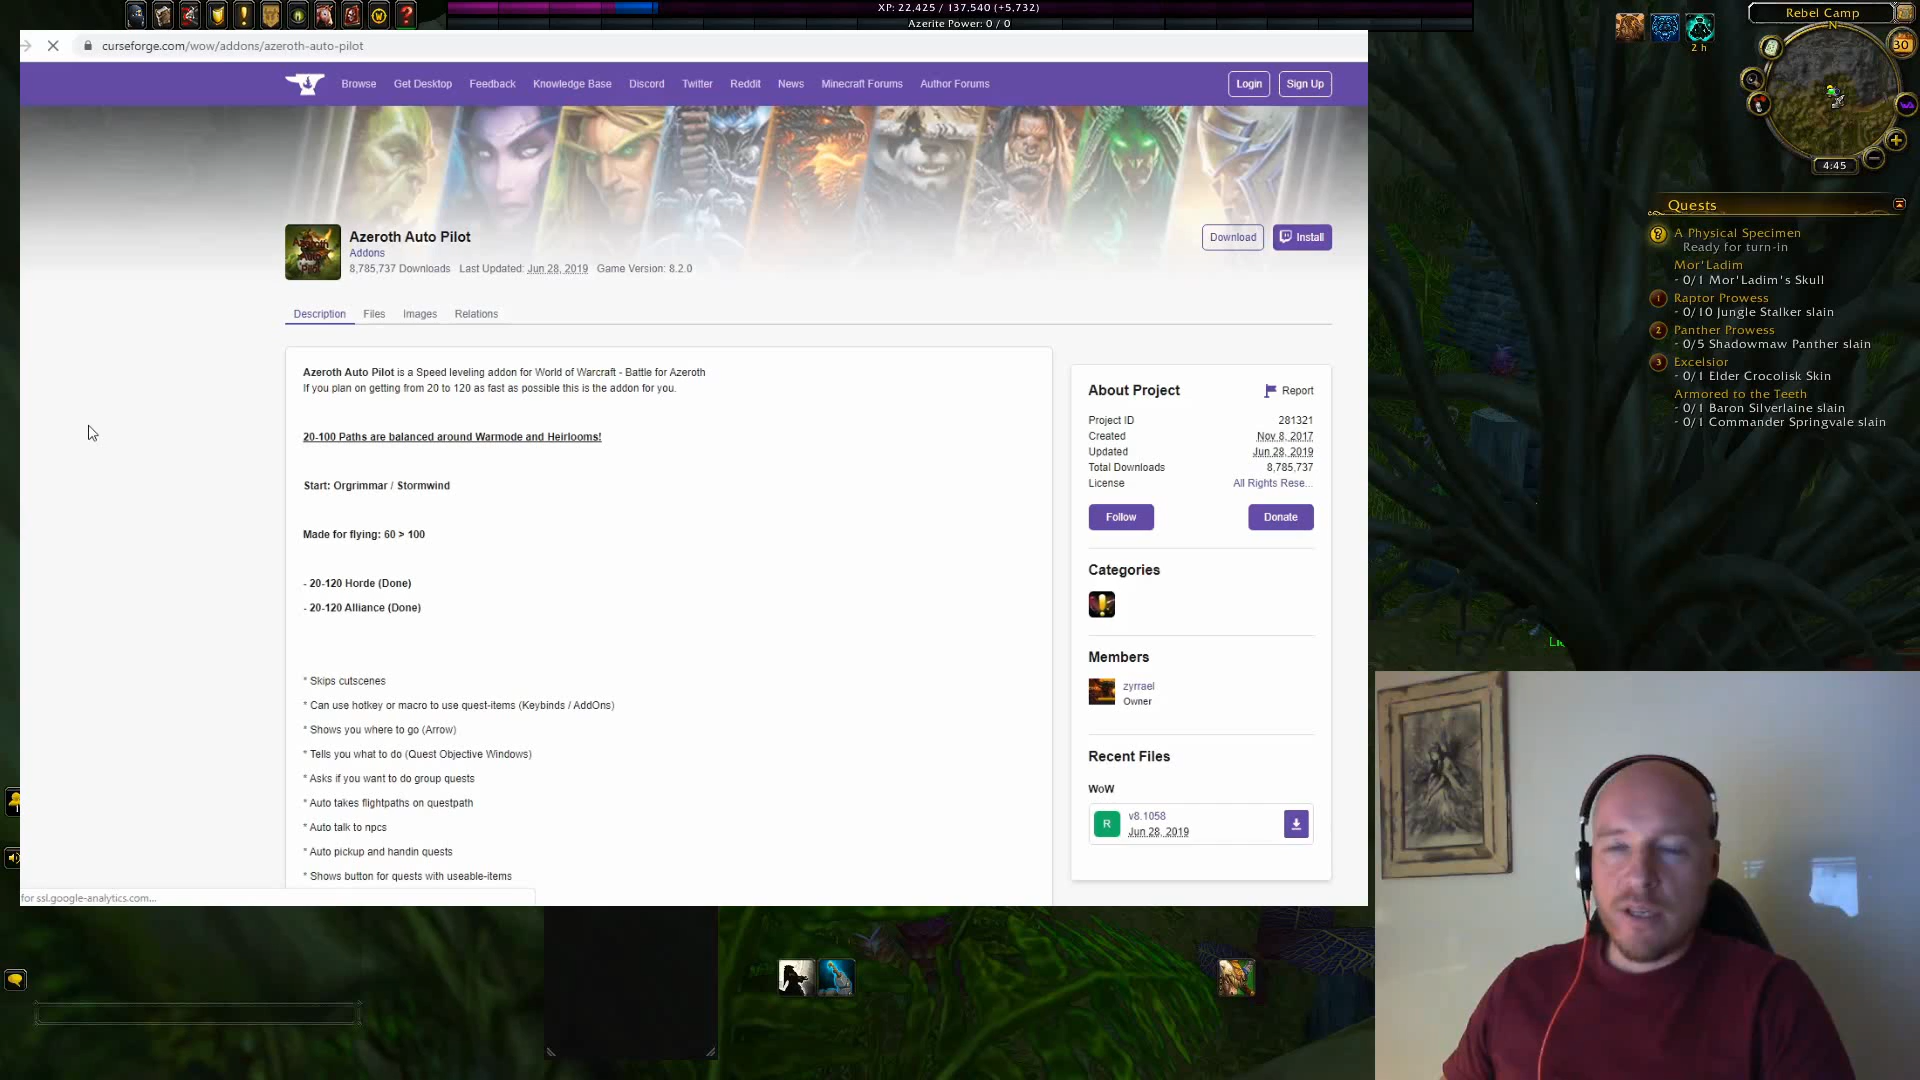 XP: 22,425 / 137,540 (+5,732)
Azerite Power: 0 / 0
Rebel Camp
N
30
2 h
4:45
curseforge.com/wow/addons/azeroth-auto-pilot
Browse Get Desktop Feedback Knowledge Base Discord Twitter Reddit News Minecraft Forums Author Forums
Login Sign Up
Azeroth Auto Pilot
Addons
8,785,737 Downloads Last Updated: Jun 28, 2019 Game Version: 8.2.0
Download Install
Description Files Images Relations
Azeroth Auto Pilot is a Speed leveling addon for World of Warcraft - Battle for Azeroth
If you plan on getting from 20 to 120 as fast as possible this is the addon for you.
20-100 Paths are balanced around Warmode and Heirlooms!
Start: Orgrimmar / Stormwind
Made for flying: 60 > 100
- 20-120 Horde (Done)
- 20-120 Alliance (Done)
* Skips cutscenes
* Can use hotkey or macro to use quest-items (Keybinds / AddOns)
* Shows you where to go (Arrow)
* Tells you what to do (Quest Objective Windows)
* Asks if you want to do group quests
* Auto takes flightpaths on questpath
* Auto talk to npcs
* Auto pickup and handin quests
* Shows button for quests with useable-items
for ssl.google-analytics.com...
About Project Report
Project ID 281321
Created Nov 8, 2017
Updated Jun 28, 2019
Total Downloads 8,785,737
License All Rights Rese...
Follow Donate
Categories
Members
zyrrael
Owner
Recent Files
WoW
R v8.1058
Jun 28, 2019
Quests
A Physical Specimen
Ready for turn-in
Mor'Ladim
- 0/1 Mor'Ladim's Skull
1 Raptor Prowess
- 0/10 Jungle Stalker slain
2 Panther Prowess
- 0/5 Shadowmaw Panther slain
3 Excelsior
- 0/1 Elder Crocolisk Skin
Armored to the Teeth
- 0/1 Baron Silverlaine slain
- 0/1 Commander Springvale slain